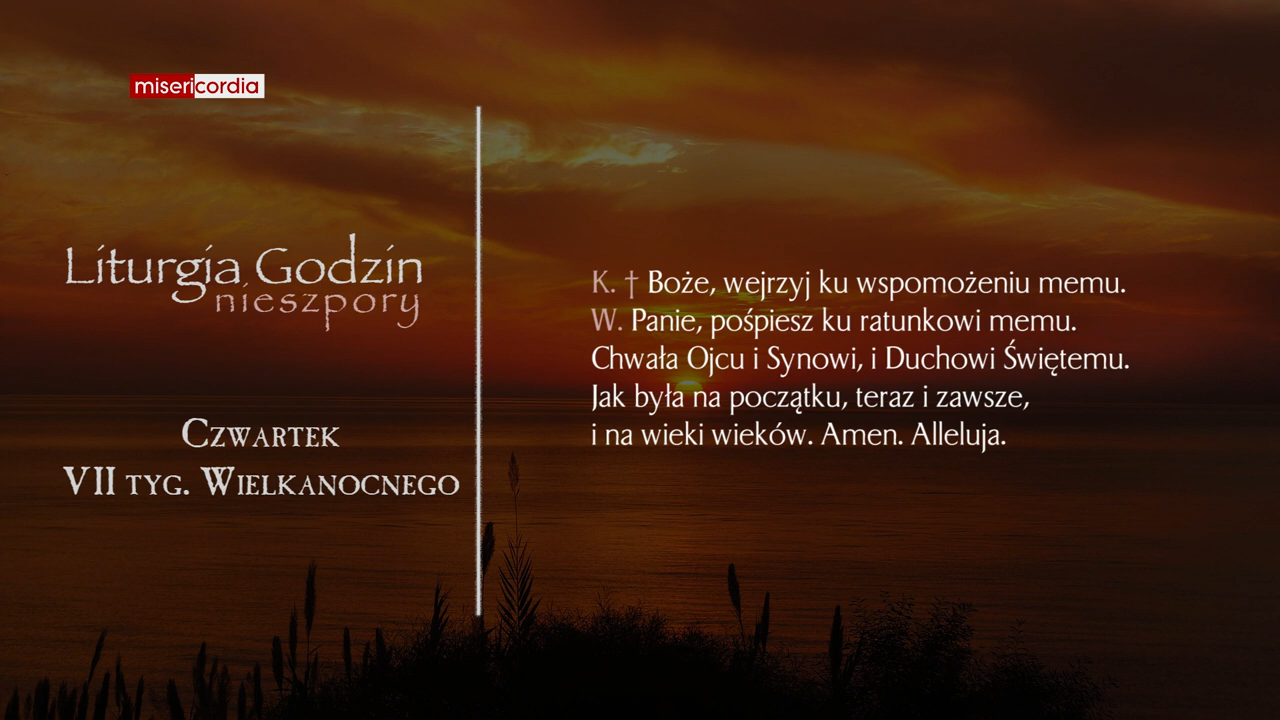 misericordia
Liturgia Godzin
nieszpory
Czwartek
VII tyg. Wielkanocnego
K. † Boże, wejrzyj ku wspomożeniu memu.
W. Panie, pośpiesz ku ratunkowi memu.
Chwała Ojcu i Synowi, i Duchowi Świętemu.
Jak była na początku, teraz i zawsze,
i na wieki wieków. Amen. Alleluja.